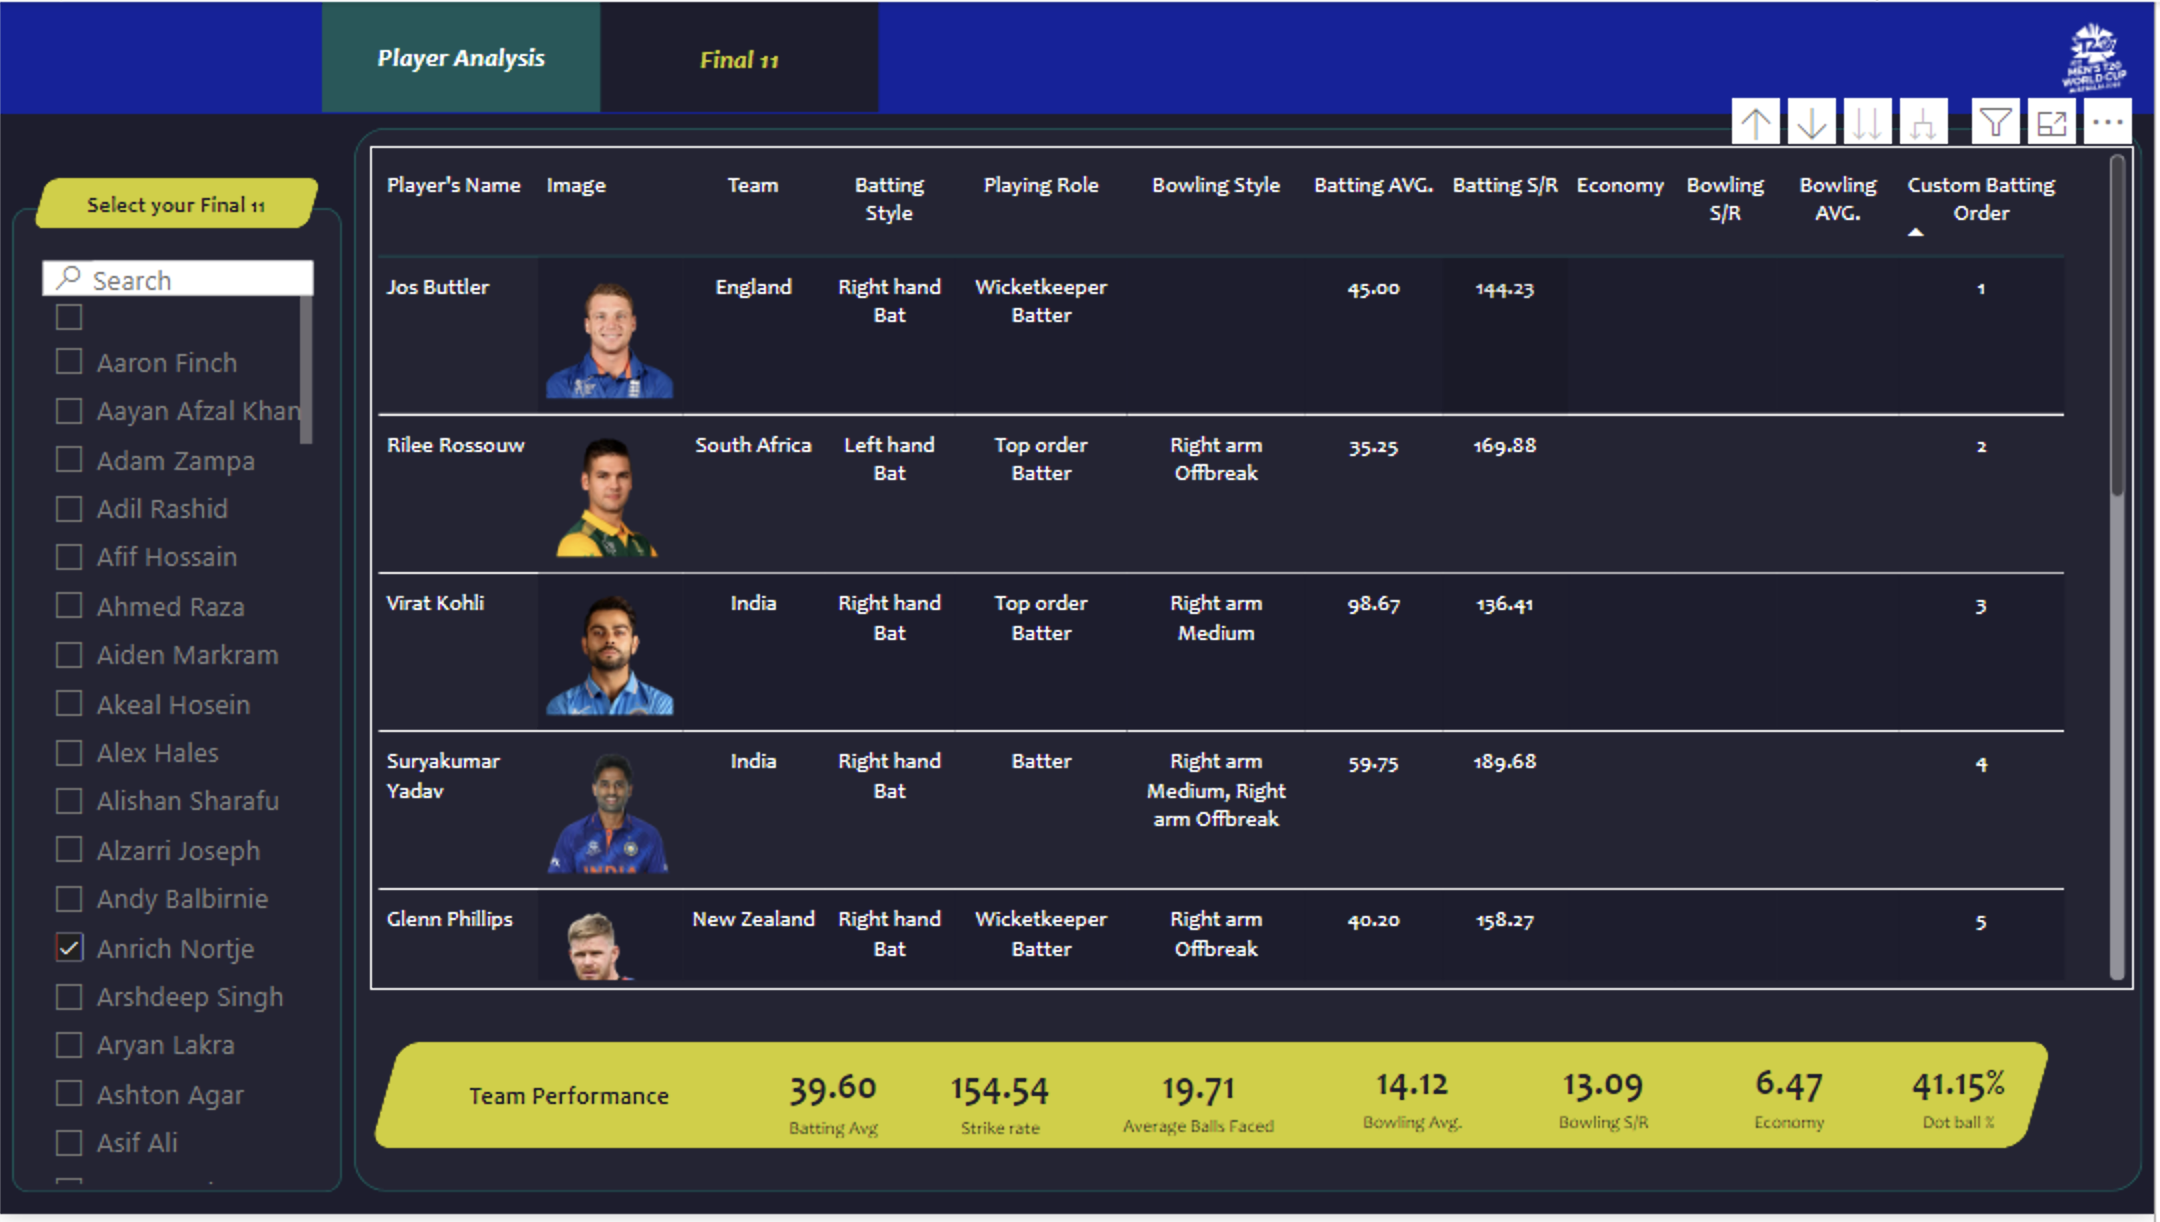 Player Analysis
Final 11
T20
MEN'S T20
WORLD CUP
Select your Final 11
Search
Aaron Finch
Aayan Afzal Khan
Adam Zampa
Adil Rashid
Afif Hossain
Ahmed Raza
Aiden Markram
Akeal Hosein
Alex Hales
Alishan Sharafu
Alzarri Joseph
Andy Balbirnie
Anrich Nortje
Arshdeep Singh
Aryan Lakra
Ashton Agar
Asif Ali
Player's Name Image Team Batting Playing Role Bowling Style Batting AVG. Batting S/R Economy Bowling Bowling Custom Batting
Style S/R AVG. Order
Jos Buttler England Right hand Wicketkeeper 45.00 144.23 1
Bat Batter
Rilee Rossouw South Africa Left hand Top order Right arm 35.25 169.88 2
Bat Batter Offbreak
Virat Kohli India Right hand Top order Right arm 98.67 136.41 3
Bat Batter Medium
Suryakumar India Right hand Batter Right arm 59.75 189.68 4
Yadav Bat Medium, Right
arm Offbreak
INDIA
Glenn Phillips New Zealand Right hand Wicketkeeper Right arm 40.20 158.27 5
Bat Batter Offbreak
Team Performance 39.60 154.54 19.71 14.12 13.09 6.47 41.15%
Batting Avg Strike rate Average Balls Faced Bowling Avg. Bowling S/R Economy Dot ball %